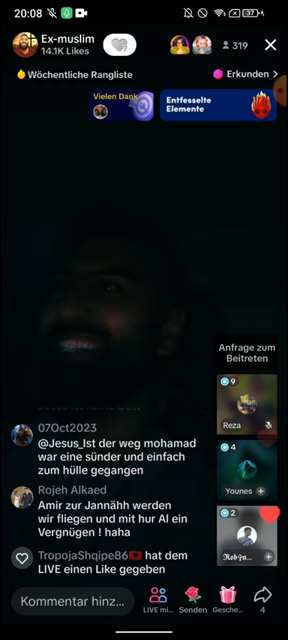 20:08
37
Ex-muslim
14.1K Likes
319
Wöchentliche Rangliste
Erkunden >
Vielen Dank
Entfesselte
Elemente
Anfrage zum
Beitreten
9
Reza
07Oct2023
@Jesus_Ist der weg mohamad
war eine sünder und einfach
zum hülle gegangen
4
Younes
Rojeh Alkaed
Amir zur Jannähh werden
wir fliegen und mit hur Al ein
Vergnügen ! haha
2
TropojaShqipe86🇦🇱 hat dem
LIVE einen Like gegeben
Kommentar hinz...
LIVE mi...
Senden
Gesche...
4